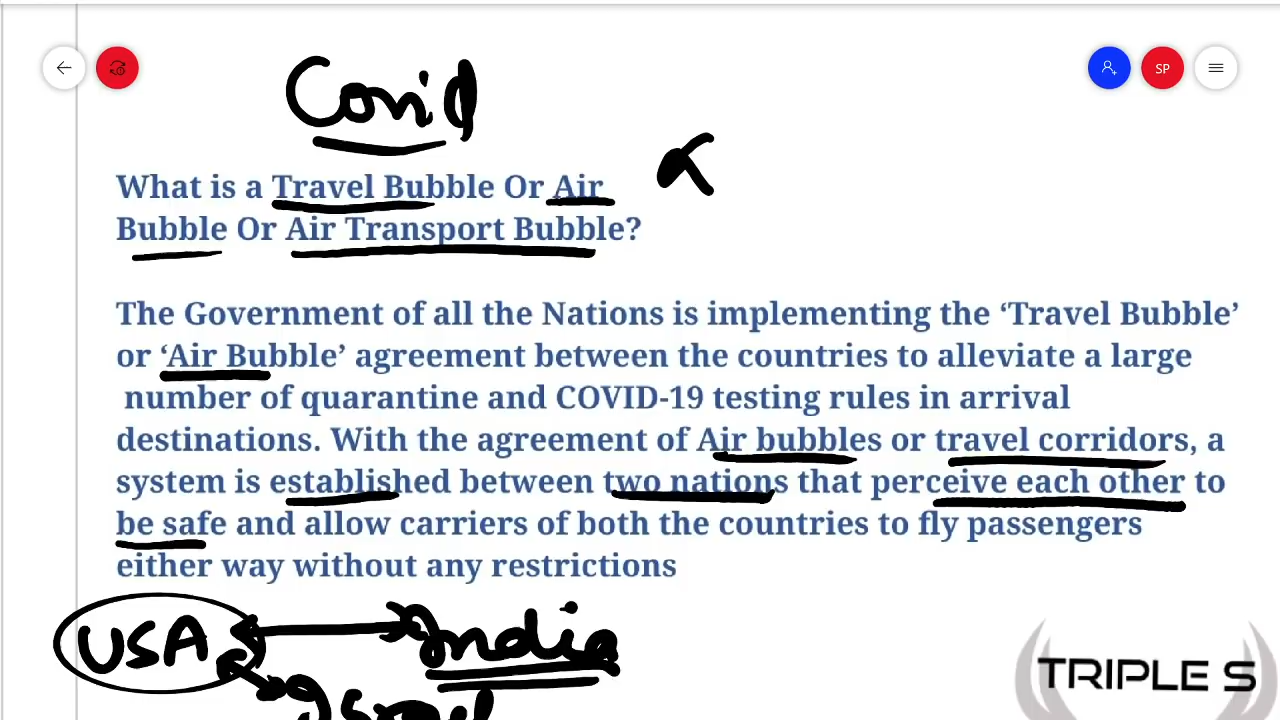 Covid
SP
What is a Travel Bubble Or Air
Bubble Or Air Transport Bubble?
The Government of all the Nations is implementing the ‘Travel Bubble’
or ‘Air Bubble’ agreement between the countries to alleviate a large
number of quarantine and COVID-19 testing rules in arrival
destinations. With the agreement of Air bubbles or travel corridors, a
system is established between two nations that perceive each other to
be safe and allow carriers of both the countries to fly passengers
either way without any restrictions
USA India
Israel
TRIPLE S